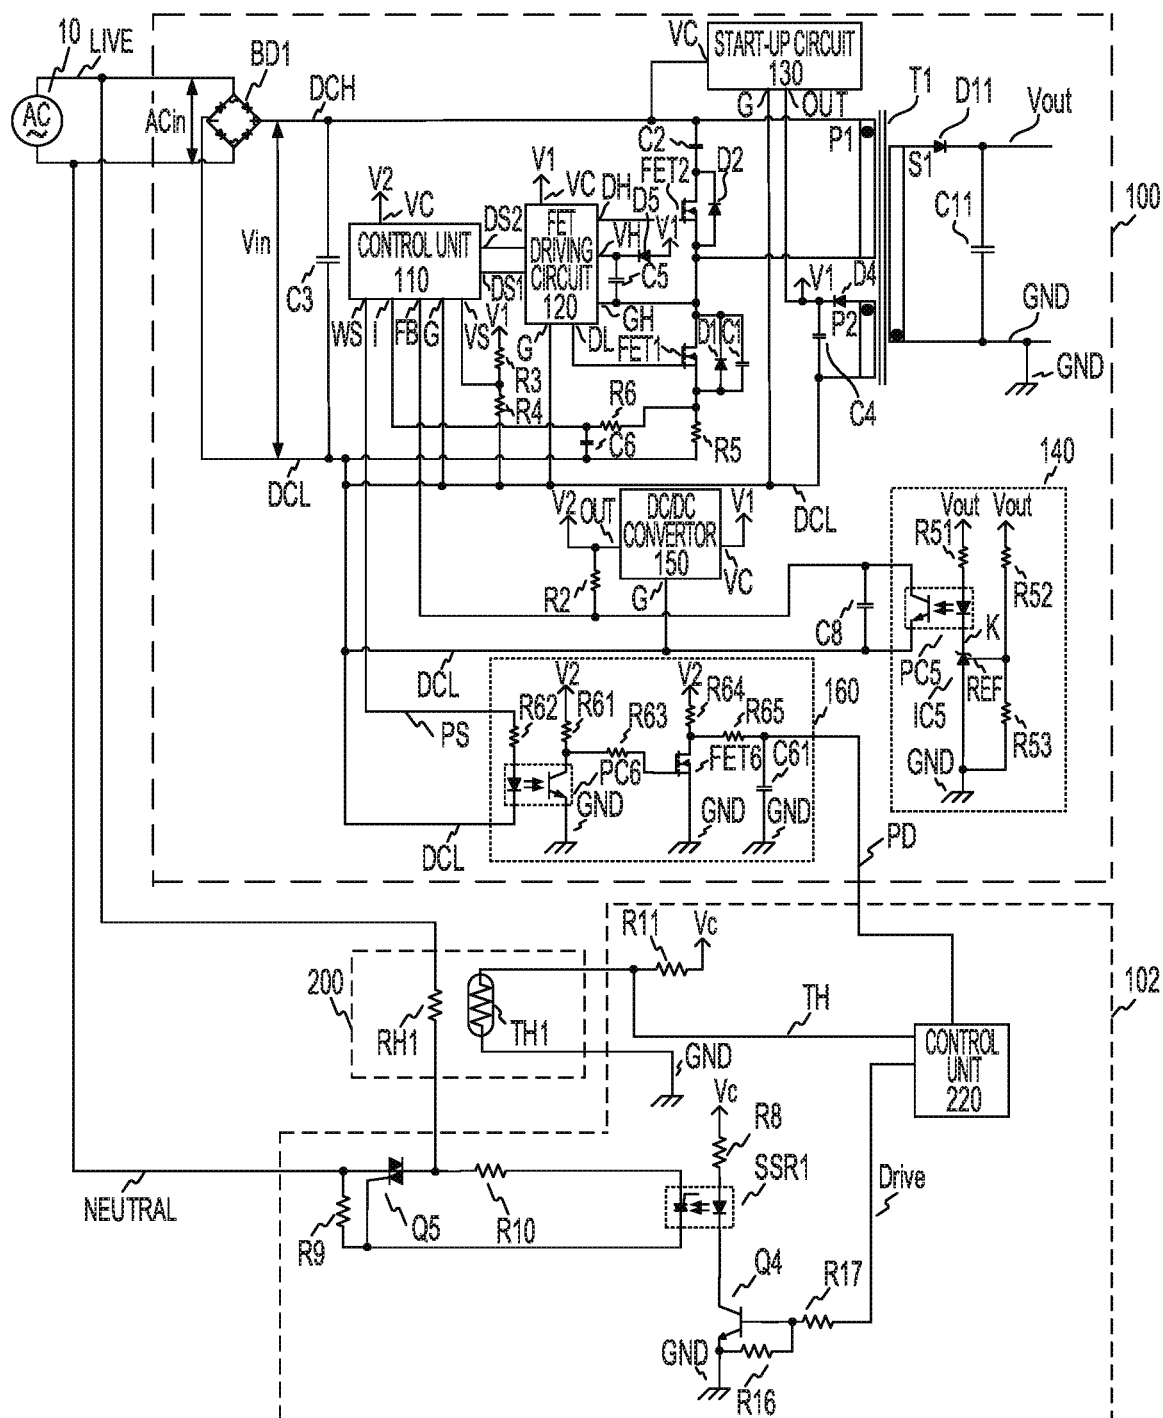 10
LIVE
BD1
AC
ACin
DCH
VC
START-UP CIRCUIT
130
G
OUT
T1
D11
Vout
P1
S1
C2
FET2
D2
V1
VC
DH
D5
V1
V2
VC
DS2
FET
DRIVING
CIRCUIT
120
VH
C5
CONTROL UNIT
110
DS1
Vin
C3
C11
100
V1
D4
P2
GND
GND
WS
I
FB
G
VS
V1
G
DL
GH
FET1
D1
C1
R3
R4
R6
C6
R5
C4
DCL
DCL
140
V2
OUT
DC/DC
CONVERTOR
150
V1
VC
G
R2
Vout
Vout
R51
R52
C8
K
PC5
REF
IC5
R53
GND
DCL
V2
V2
160
R62
R61
R63
R64
R65
PS
PC6
FET6
C61
GND
GND
GND
DCL
PD
R11
Vc
102
200
RH1
TH1
TH
GND
CONTROL
UNIT
220
Vc
R8
SSR1
Drive
NEUTRAL
R9
Q5
R10
Q4
R17
GND
R16